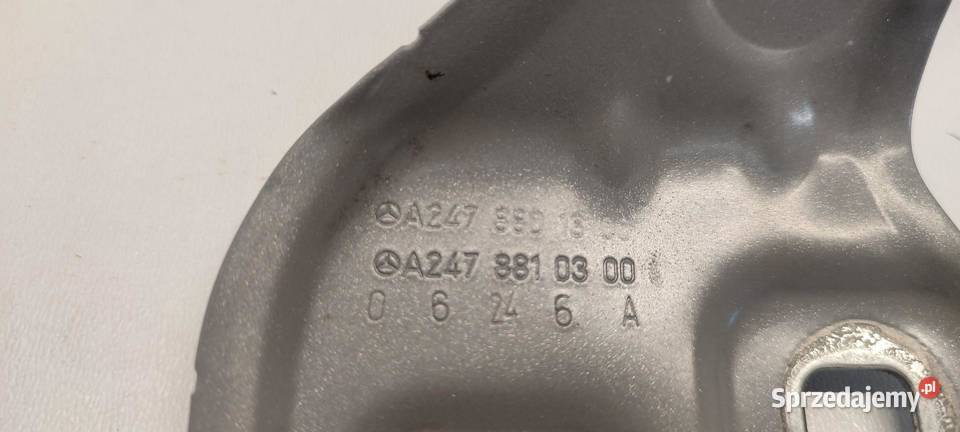 A247
A247 881 03 00
0 6 24 6 A
Sprzedajemy.pl